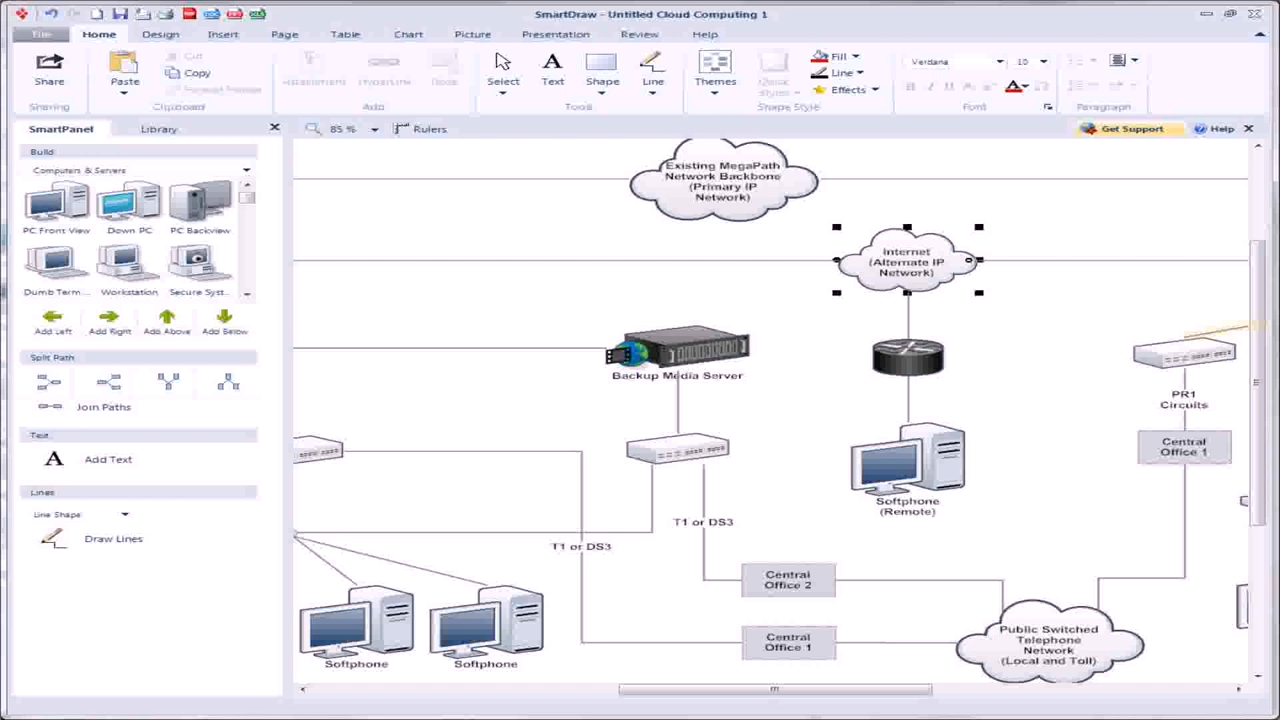 SmartDraw - Untitled Cloud Computing 1
File Home Design Insert Page Table Chart Picture Presentation Review Help
Share
Sharing
Paste
Cut
Copy
Clipboard
Add
Select
Text
Shape
Line
Tools
Themes
Quick
Styles
Fill
Line
Effects
Shape Style
Verdana 10
Font
Paragraph
SmartPanel Library
85 % Rulers
Get Support Help
Build
Computers & Servers
PC Front View Down PC PC Backview
Dumb Term... Workstation Secure Syst...
Add Left Add Right Add Above Add Below
Split Path
Join Paths
Text
Add Text
Lines
Line Shape
Draw Lines
Existing MegaPath
Network Backbone
(Primary IP
Network)
Internet
(Alternate IP
Network)
Backup Media Server
PR1
Circuits
Central
Office 1
Softphone
(Remote)
T1 or DS3
T1 or DS3
Central
Office 2
Central
Office 1
Public Switched
Telephone
Network
(Local and Toll)
Softphone
Softphone